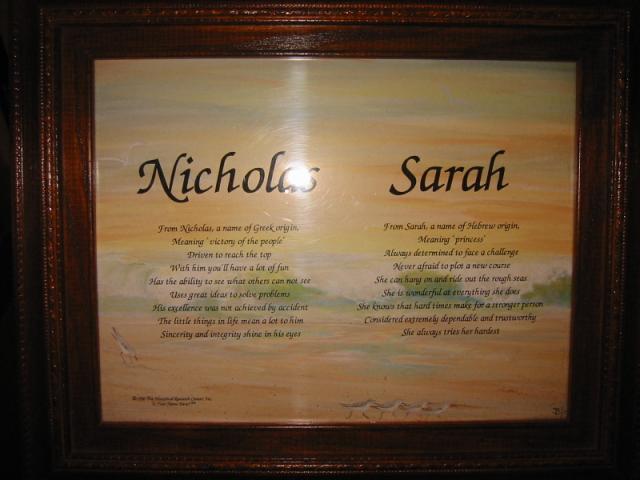 Nicholas
From Nicholas, a name of Greek origin,
Meaning 'victory of the people'
Driven to reach the top
With him you'll have a lot of fun
Has the ability to see what others can not see
Uses great ideas to solve problems
His excellence was not achieved by accident
The little things in life mean a lot to him
Sincerity and integrity shine in his eyes
Sarah
From Sarah, a name of Hebrew origin,
Meaning 'princess'
Always determined to face a challenge
Never afraid to plot a new course
She can hang on and ride out the rough seas
She is wonderful at everything she does
She knows that hard times make for a stronger person
Considered extremely dependable and trustworthy
She always tries her hardest
The Historical Research Center, Inc.